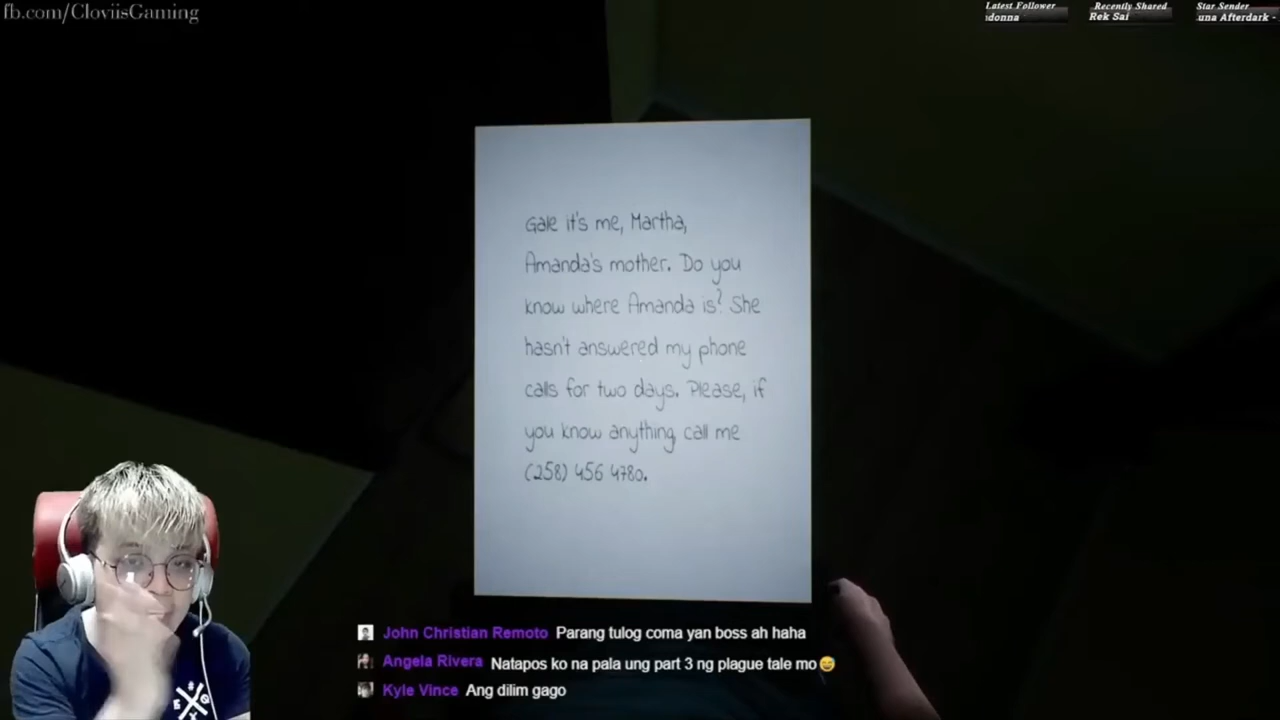 fb.com/CloviisGaming
Latest Follower
donna
Recently Shared
Rek Sai
Star Sender
una Afterdark -
Gale it's me, Martha,
Amanda's mother. Do you
know where Amanda is? She
hasn't answered my phone
calls for two days. Please, if
you know anything, call me
(258) 456 4780.
John Christian Remoto Parang tulog coma yan boss ah haha
Angela Rivera Natapos ko na pala ung part 3 ng plague tale mo😅
Kyle Vince Ang dilim gago